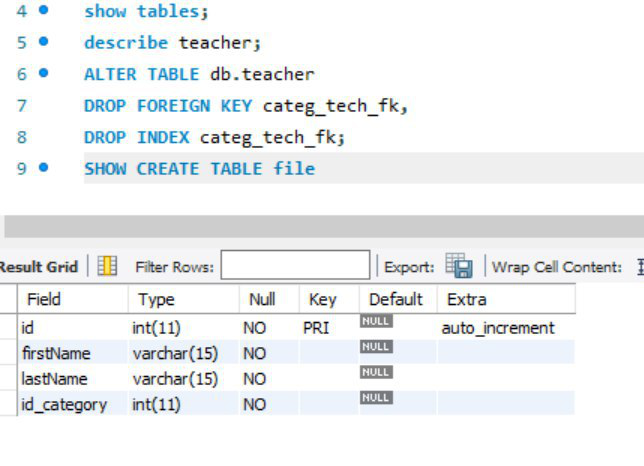 4 show tables;
5 describe teacher;
6 ALTER TABLE db.teacher
7 DROP FOREIGN KEY categ_tech_fk,
8 DROP INDEX categ_tech_fk;
9 SHOW CREATE TABLE file
Result Grid Filter Rows: Export: Wrap Cell Content:
Field Type Null Key Default Extra
id int(11) NO PRI NULL auto_increment
firstName varchar(15) NO NULL
lastName varchar(15) NO NULL
id_category int(11) NO NULL